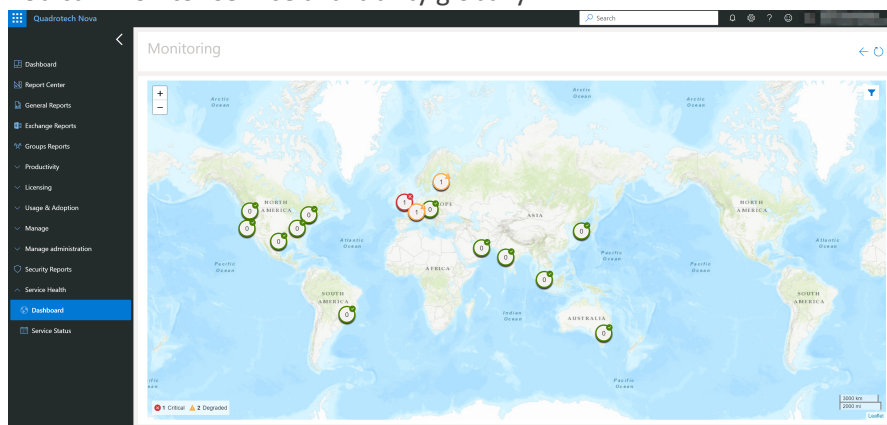 Quadrotech Nova
Search
Monitoring
Dashboard
Report Center
General Reports
Exchange Reports
Groups Reports
Productivity
Licensing
Usage & Adoption
Manage
Manage administration
Security Reports
Service Health
Dashboard
Service Status
+
−
Arctic
Ocean
Arctic
Ocean
Arctic
Ocean
NORTH
AMERICA
ASIA
NORTH
AMERICA
Atlantic
Ocean
Atlantic
Ocean
Pacific
Ocean
AFRICA
Pacific
Ocean
Pacific
Ocean
SOUTH
AMERICA
Indian
Ocean
AUSTRALIA
SOUTH
AMERICA
Pacific
Ocean
1
1
1
0
0
0
0
0
0
0
0
0
0
0
0
1 Critical 2 Degraded
3000 km
2000 mi
Leaflet